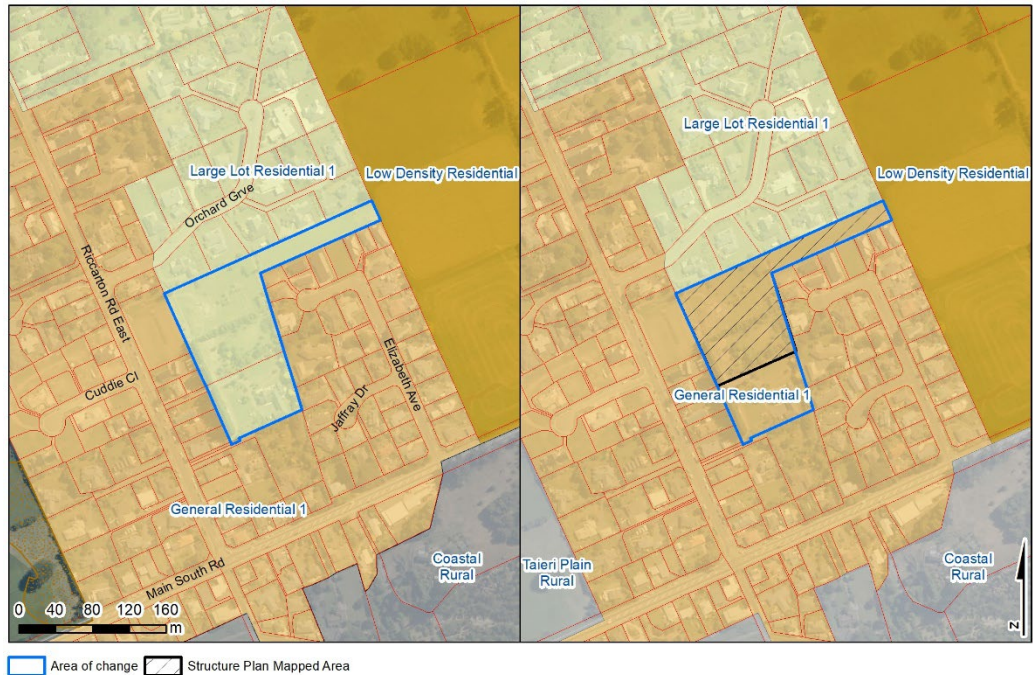 Large Lot Residential 1
Low Density Residential
Orchard Grve
Riccarton Rd East
Cuddie Cl
Elizabeth Ave
Jaffray Dr
General Residential 1
Main South Rd
Coastal
Rural
0 40 80 120 160
m
Large Lot Residential 1
Low Density Residential
General Residential 1
Taieri Plain
Rural
Coastal
Rural
N
Area of change
Structure Plan Mapped Area